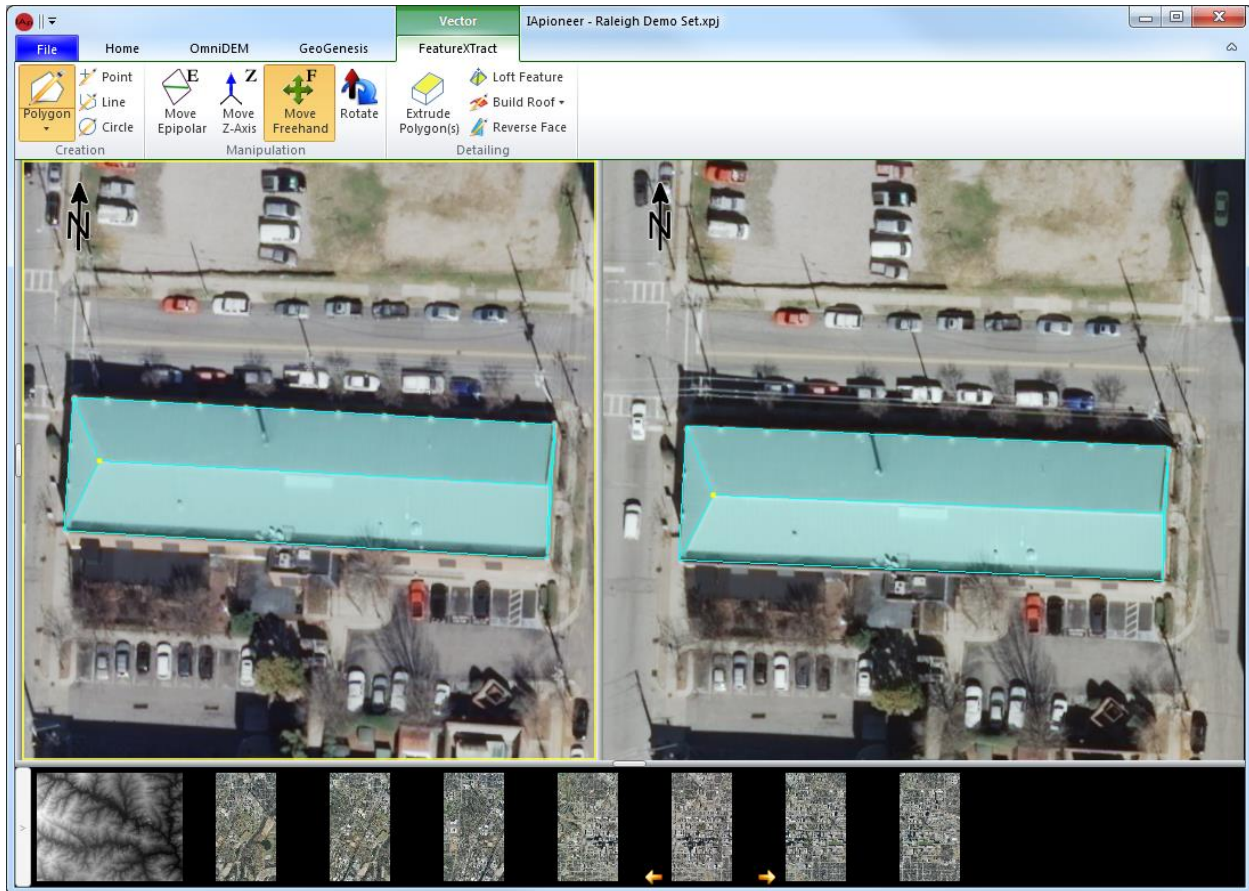 IAp
Vector
IApioneer - Raleigh Demo Set.xpj
File
Home
OmniDEM
GeoGenesis
FeatureXTract
Polygon
Point
Line
Circle
Creation
E
Move Epipolar
Z
Move Z-Axis
F
Move Freehand
Rotate
Manipulation
Extrude Polygon(s)
Loft Feature
Build Roof
Reverse Face
Detailing
N
N